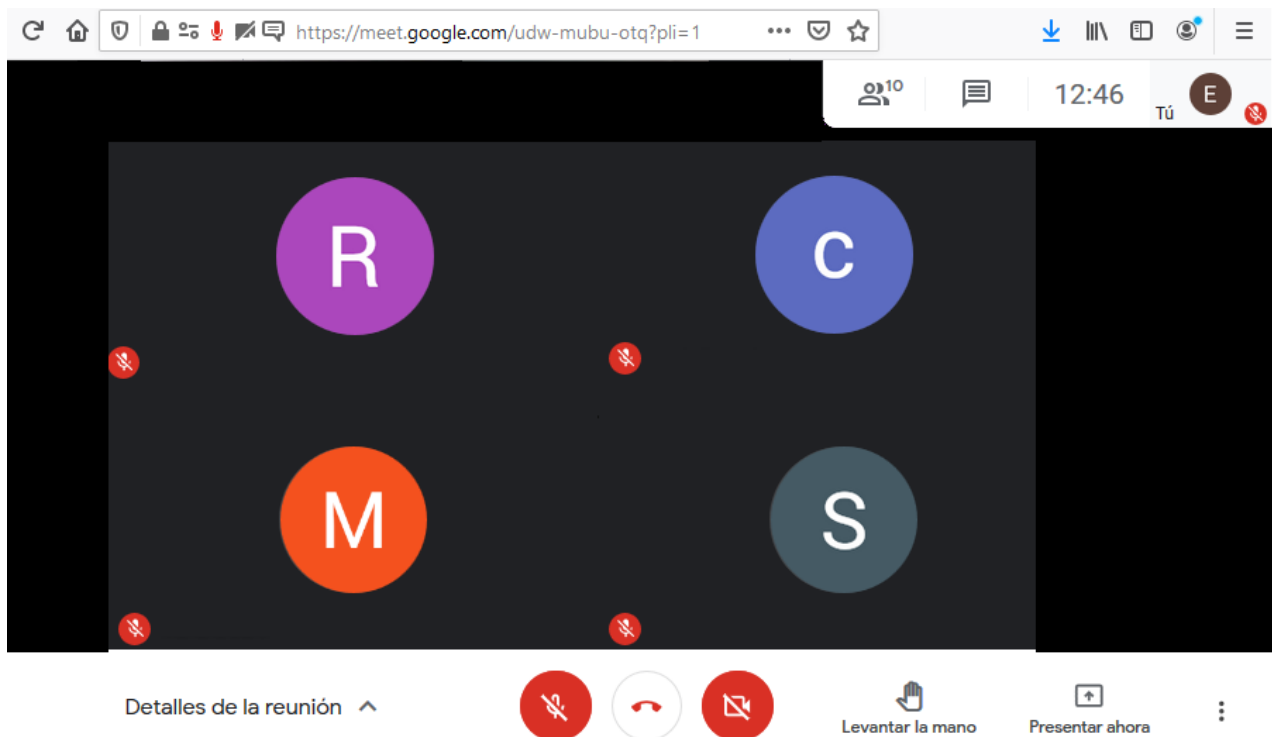 https://meet.google.com/udw-mubu-otq?pli=1
10
12:46
Tú
E
R
C
M
S
Detalles de la reunión
Levantar la mano
Presentar ahora